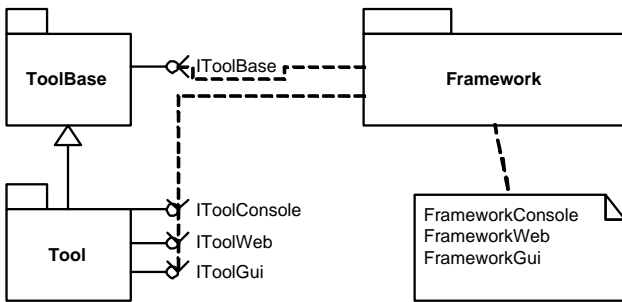 ToolBase
IToolBase
Framework
Tool
IToolConsole
IToolWeb
IToolGui
FrameworkConsole
FrameworkWeb
FrameworkGui